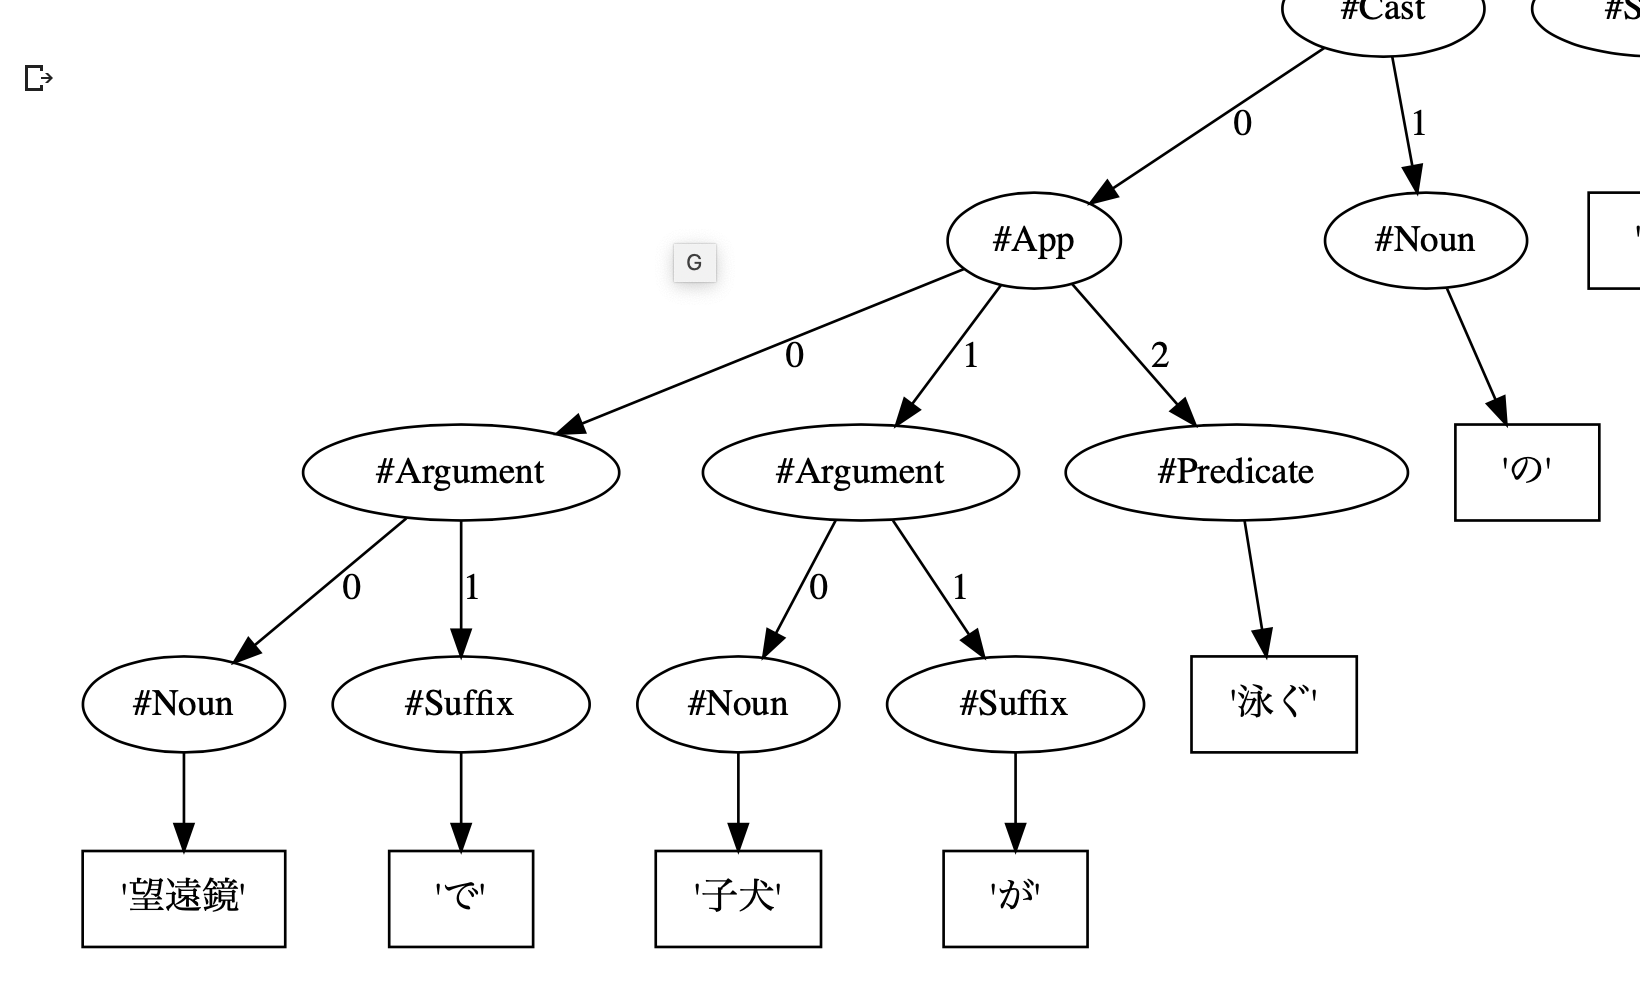 #Cast
#S
0
1
#App
#Noun
'
G
0
1
2
#Argument
#Argument
#Predicate
'の'
0
1
0
1
#Noun
#Suffix
#Noun
#Suffix
'泳ぐ'
'望遠鏡'
'で'
'子犬'
'が'